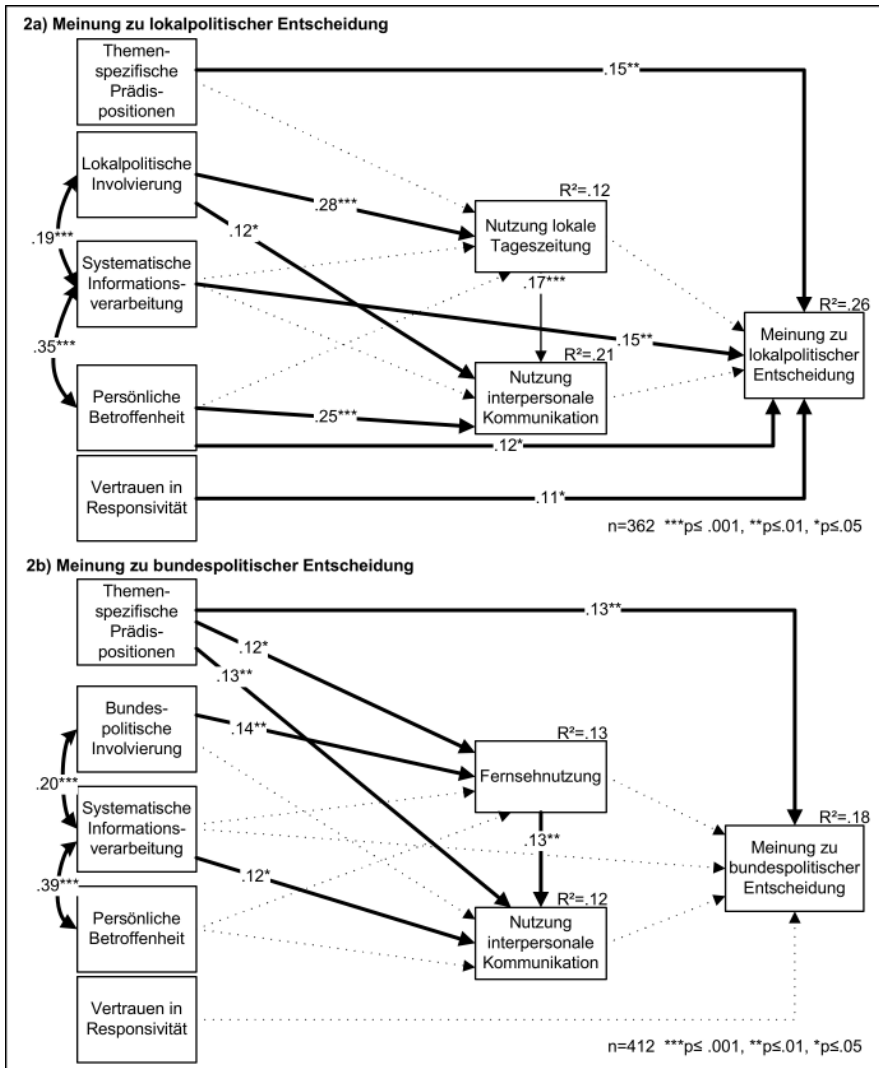 2a) Meinung zu lokalpolitischer Entscheidung
Themen-
spezifische
Prädis-
positionen
.15**
Lokalpolitische
Involvierung
.28***
.12*
R²=.12
Nutzung lokale
Tageszeitung
.19***
Systematische
Informations-
verarbeitung
.17***
.15**
R²=.26
Meinung zu
lokalpolitischer
Entscheidung
.35***
R²=.21
Nutzung
interpersonale
Kommunikation
Persönliche
Betroffenheit
.25***
.12*
Vertrauen in
Responsivität
.11*
n=362 ***p≤ .001, **p≤.01, *p≤.05
2b) Meinung zu bundespolitischer Entscheidung
Themen-
spezifische
Prädis-
positionen
.13**
.12*
.13**
Bundes-
politische
Involvierung
.14**
R²=.13
Fernsehnutzung
.20***
Systematische
Informations-
verarbeitung
.13**
R²=.18
Meinung zu
bundespolitischer
Entscheidung
.39***
.12*
R²=.12
Nutzung
interpersonale
Kommunikation
Persönliche
Betroffenheit
Vertrauen in
Responsivität
n=412 ***p≤ .001, **p≤.01, *p≤.05